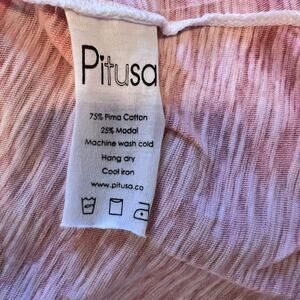 Pitusa
75% Pima Cotton
25% Modal
Machine wash cold
Hang dry
Cool iron
www.pitusa.co